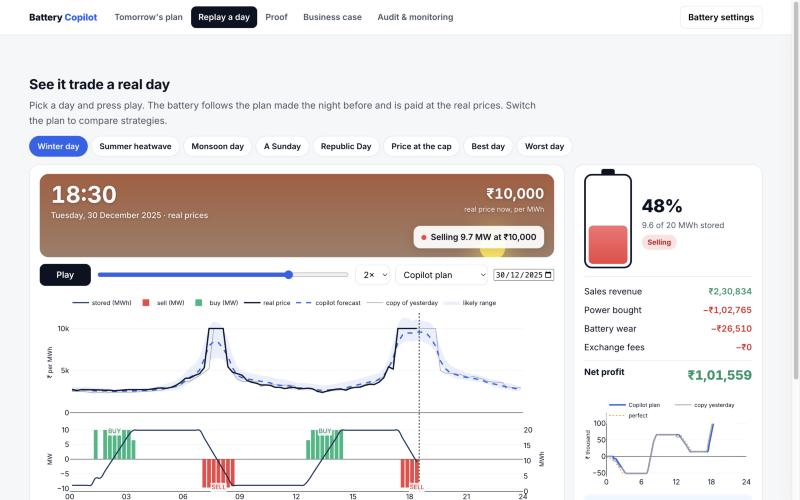 Battery Copilot
Tomorrow's plan
Replay a day
Proof
Business case
Audit & monitoring
Battery settings
See it trade a real day
Pick a day and press play. The battery follows the plan made the night before and is paid at the real prices. Switch
the plan to compare strategies.
Winter day
Summer heatwave
Monsoon day
A Sunday
Republic Day
Price at the cap
Best day
Worst day
18:30
Tuesday, 30 December 2025 · real prices
₹10,000
real price now, per MWh
Selling 9.7 MW at ₹10,000
Play
2×
Copilot plan
30/12/2025
stored (MWh)
sell (MW)
buy (MW)
real price
copilot forecast
copy of yesterday
likely range
₹ per MWh
10k
5k
0
BUY
BUY
SELL
SELL
MW
10
5
0
−5
−10
MWh
20
15
10
5
0
00
03
06
09
12
15
18
21
24
48%
9.6 of 20 MWh stored
Selling
Sales revenue
₹2,30,834
Power bought
−₹1,02,765
Battery wear
−₹26,510
Exchange fees
−₹0
Net profit
₹1,01,559
Copilot plan
copy yesterday
perfect
₹ thousand
100
50
0
−50
0
6
12
18
24